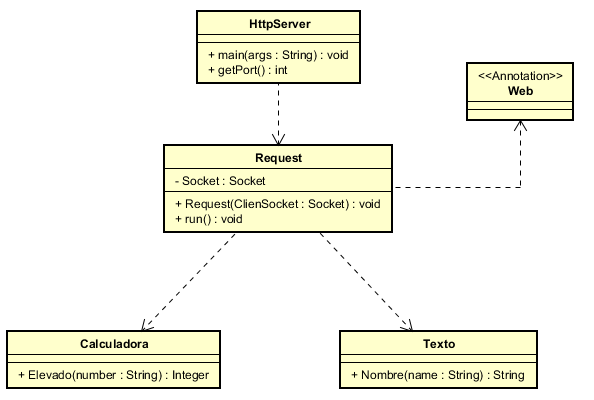 HttpServer
+ main(args : String) : void
+ getPort() : int
<<Annotation>>
Web
Request
- Socket : Socket
+ Request(ClienSocket : Socket) : void
+ run() : void
Calculadora
+ Elevado(number : String) : Integer
Texto
+ Nombre(name : String) : String